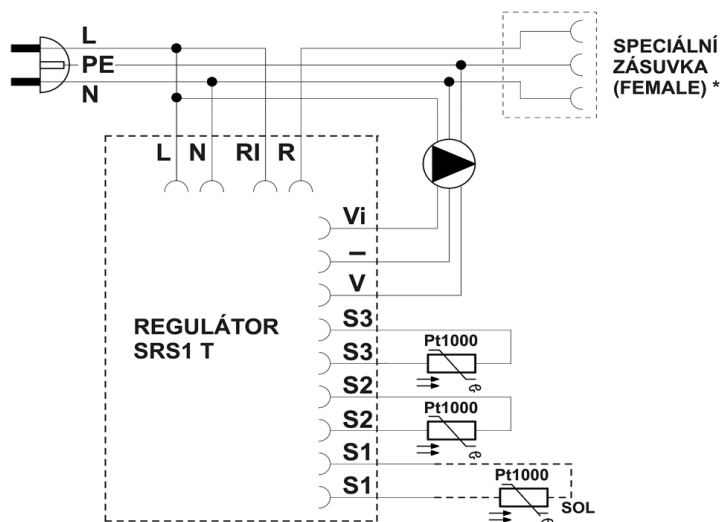 L
PE
N
SPECIÁLNÍ
ZÁSUVKA
(FEMALE) *
L N RI R
Vi
–
V
S3
S3
S2
S2
S1
S1
REGULÁTOR
SRS1 T
Pt1000
Pt1000
Pt1000
SOL